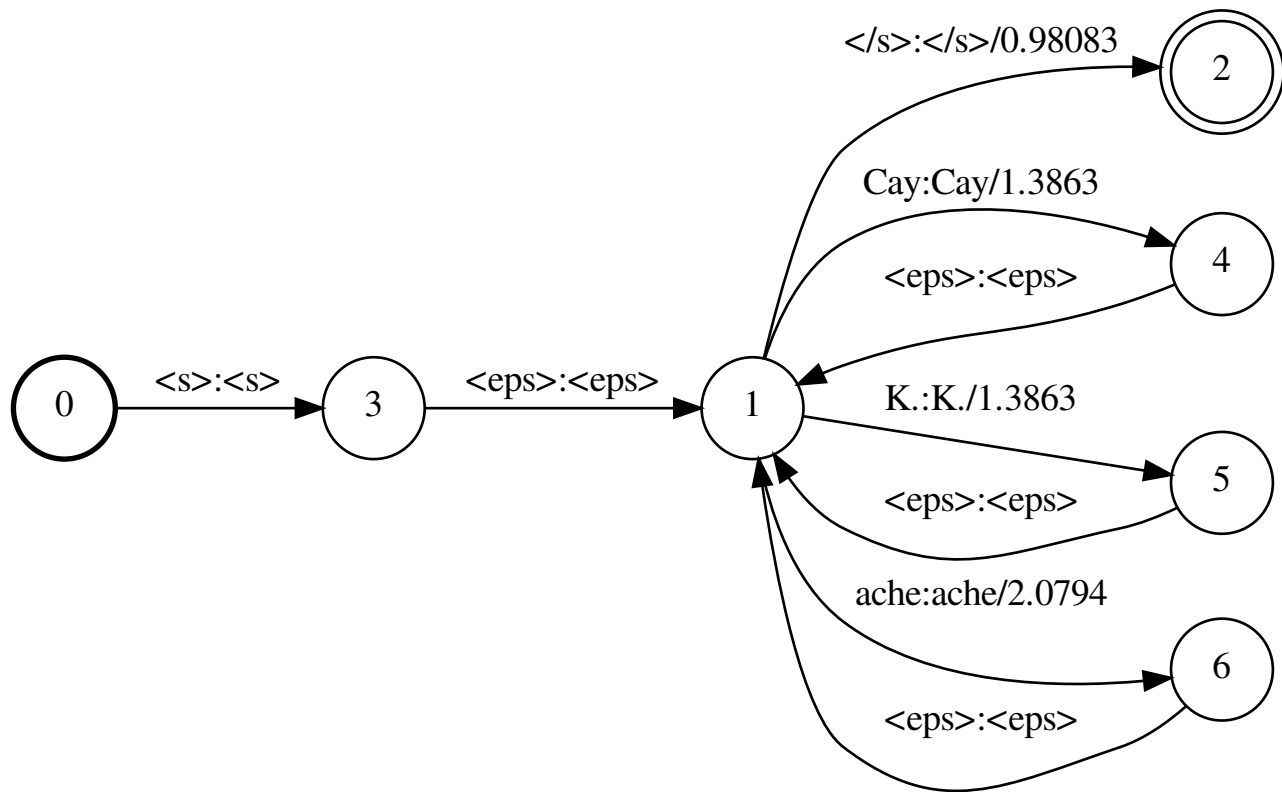 </s>:</s>/0.98083
2
Cay:Cay/1.3863
4
<eps>:<eps>
0
<s>:<s>
3
<eps>:<eps>
1
K.:K./1.3863
5
<eps>:<eps>
ache:ache/2.0794
6
<eps>:<eps>